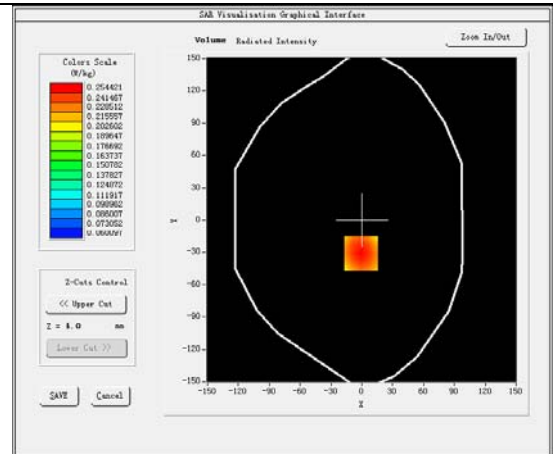 SAR Visualisation Graphical Interface
Volume Radiated Intensity
Zoom In/Out
Colors Scale
(W/kg)
0.254421
0.241467
0.228512
0.215557
0.202602
0.189647
0.176692
0.163737
0.150782
0.137827
0.124872
0.111917
0.098962
0.086007
0.073052
0.060097
Z-Cuts Control
<< Upper Cut
Z = 4.0 mm
Lower Cut >>
SAVE
Cancel
150
120
90
60
30
0
-30
-60
-90
-120
-150
Y
-150 -120 -90 -60 -30 0 30 60 90 120 150
X